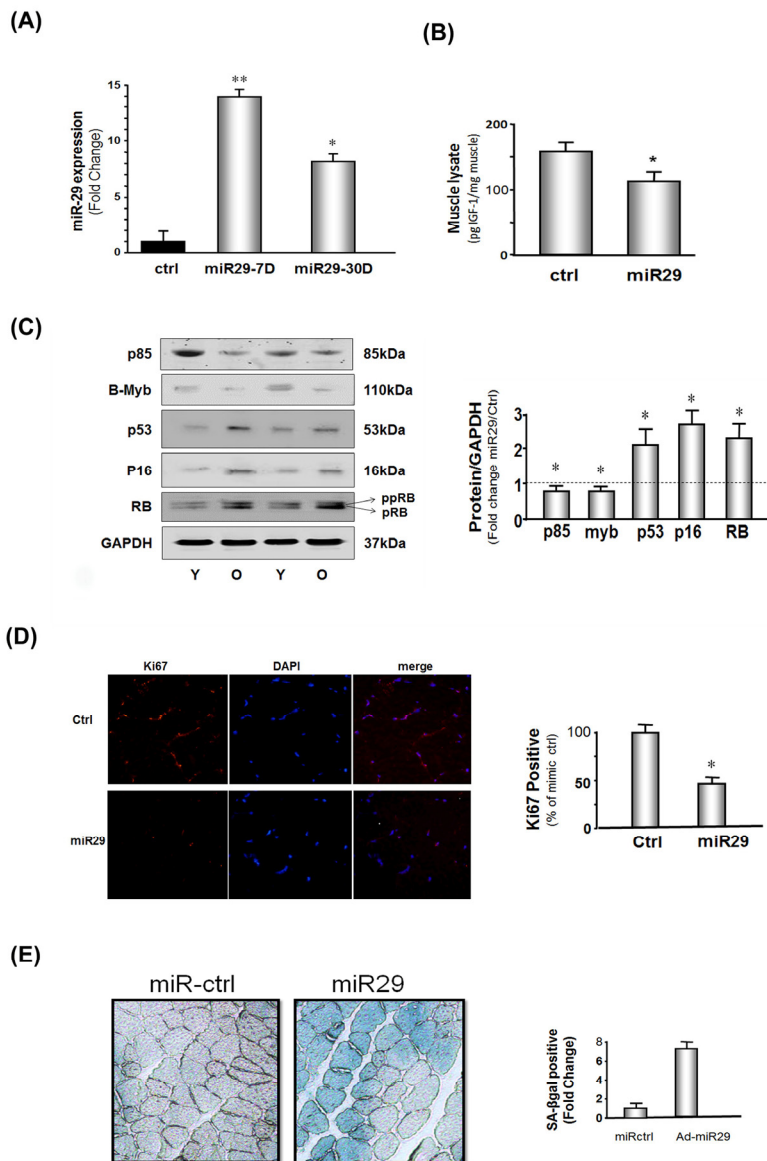 (A)
miR-29 expression
(Fold Change)
15
10
5
0
**
*
ctrl miR29-7D miR29-30D
(B)
Muscle lysate
(pg IGF-1/mg muscle)
200
100
0
*
ctrl miR29
(C)
p85 85kDa
B-Myb 110kDa
p53 53kDa
P16 16kDa
RB ppRB
pRB
GAPDH 37kDa
Y O Y O
Protein/GAPDH
(Fold change miR29/Ctrl)
3
2
1
0
* * * * *
p85 myb p53 p16 RB
(D)
Ki67 DAPI merge
Ctrl
miR29
Ki67 Positive
(% of mimic ctrl)
100
50
0
*
Ctrl miR29
(E)
miR-ctrl miR29
SA-βgal positive
(Fold Change)
8
6
4
2
0
miRctrl Ad-miR29